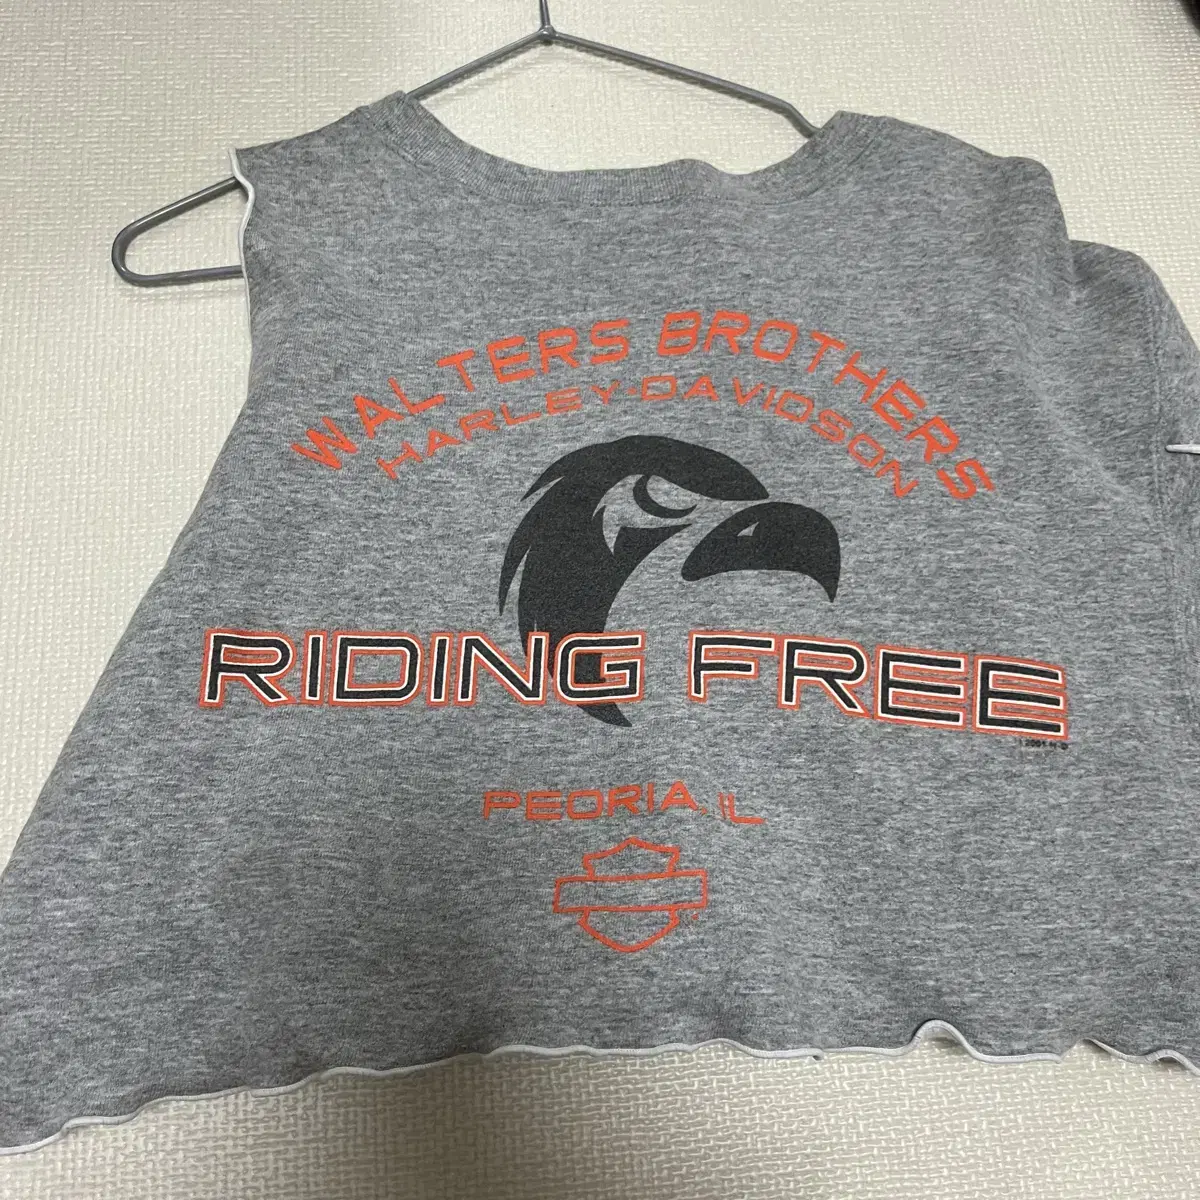 WALTERS BROTHERS
HARLEY-DAVIDSON
RIDING FREE
PEORIA, IL